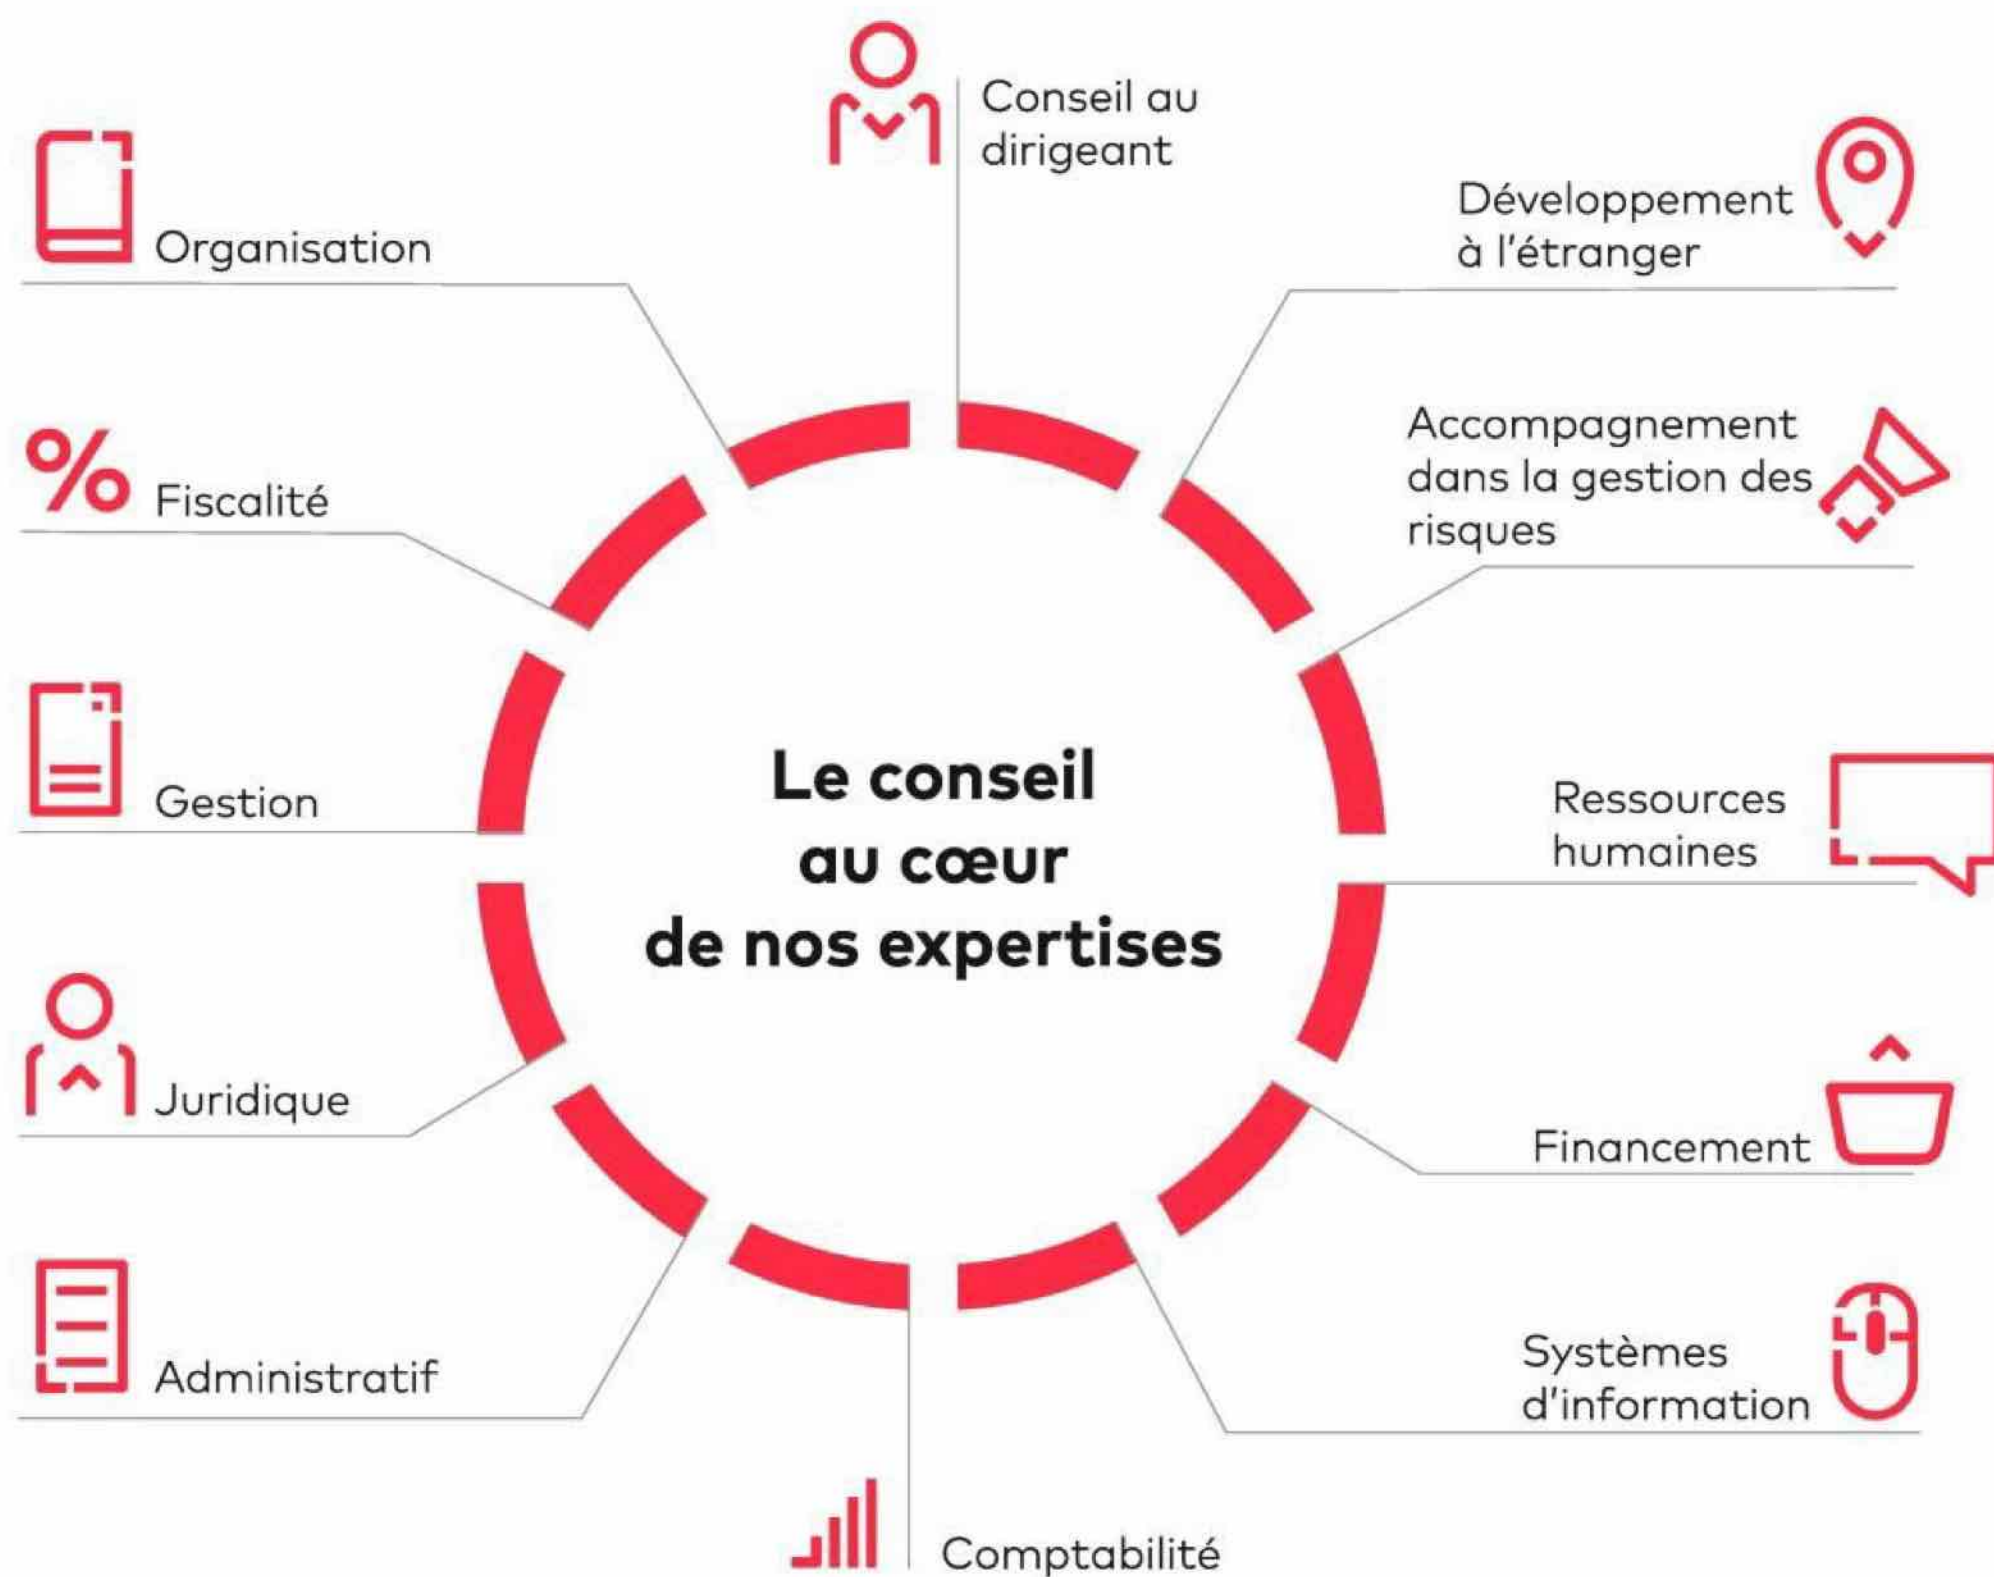 Conseil au
dirigeant
Développement
à l'étranger
Organisation
Accompagnement
dans la gestion des
risques
%
Fiscalité
Le conseil
au cœur
de nos expertises
Gestion
Ressources
humaines
Juridique
Financement
Administratif
Systèmes
d'information
Comptabilité